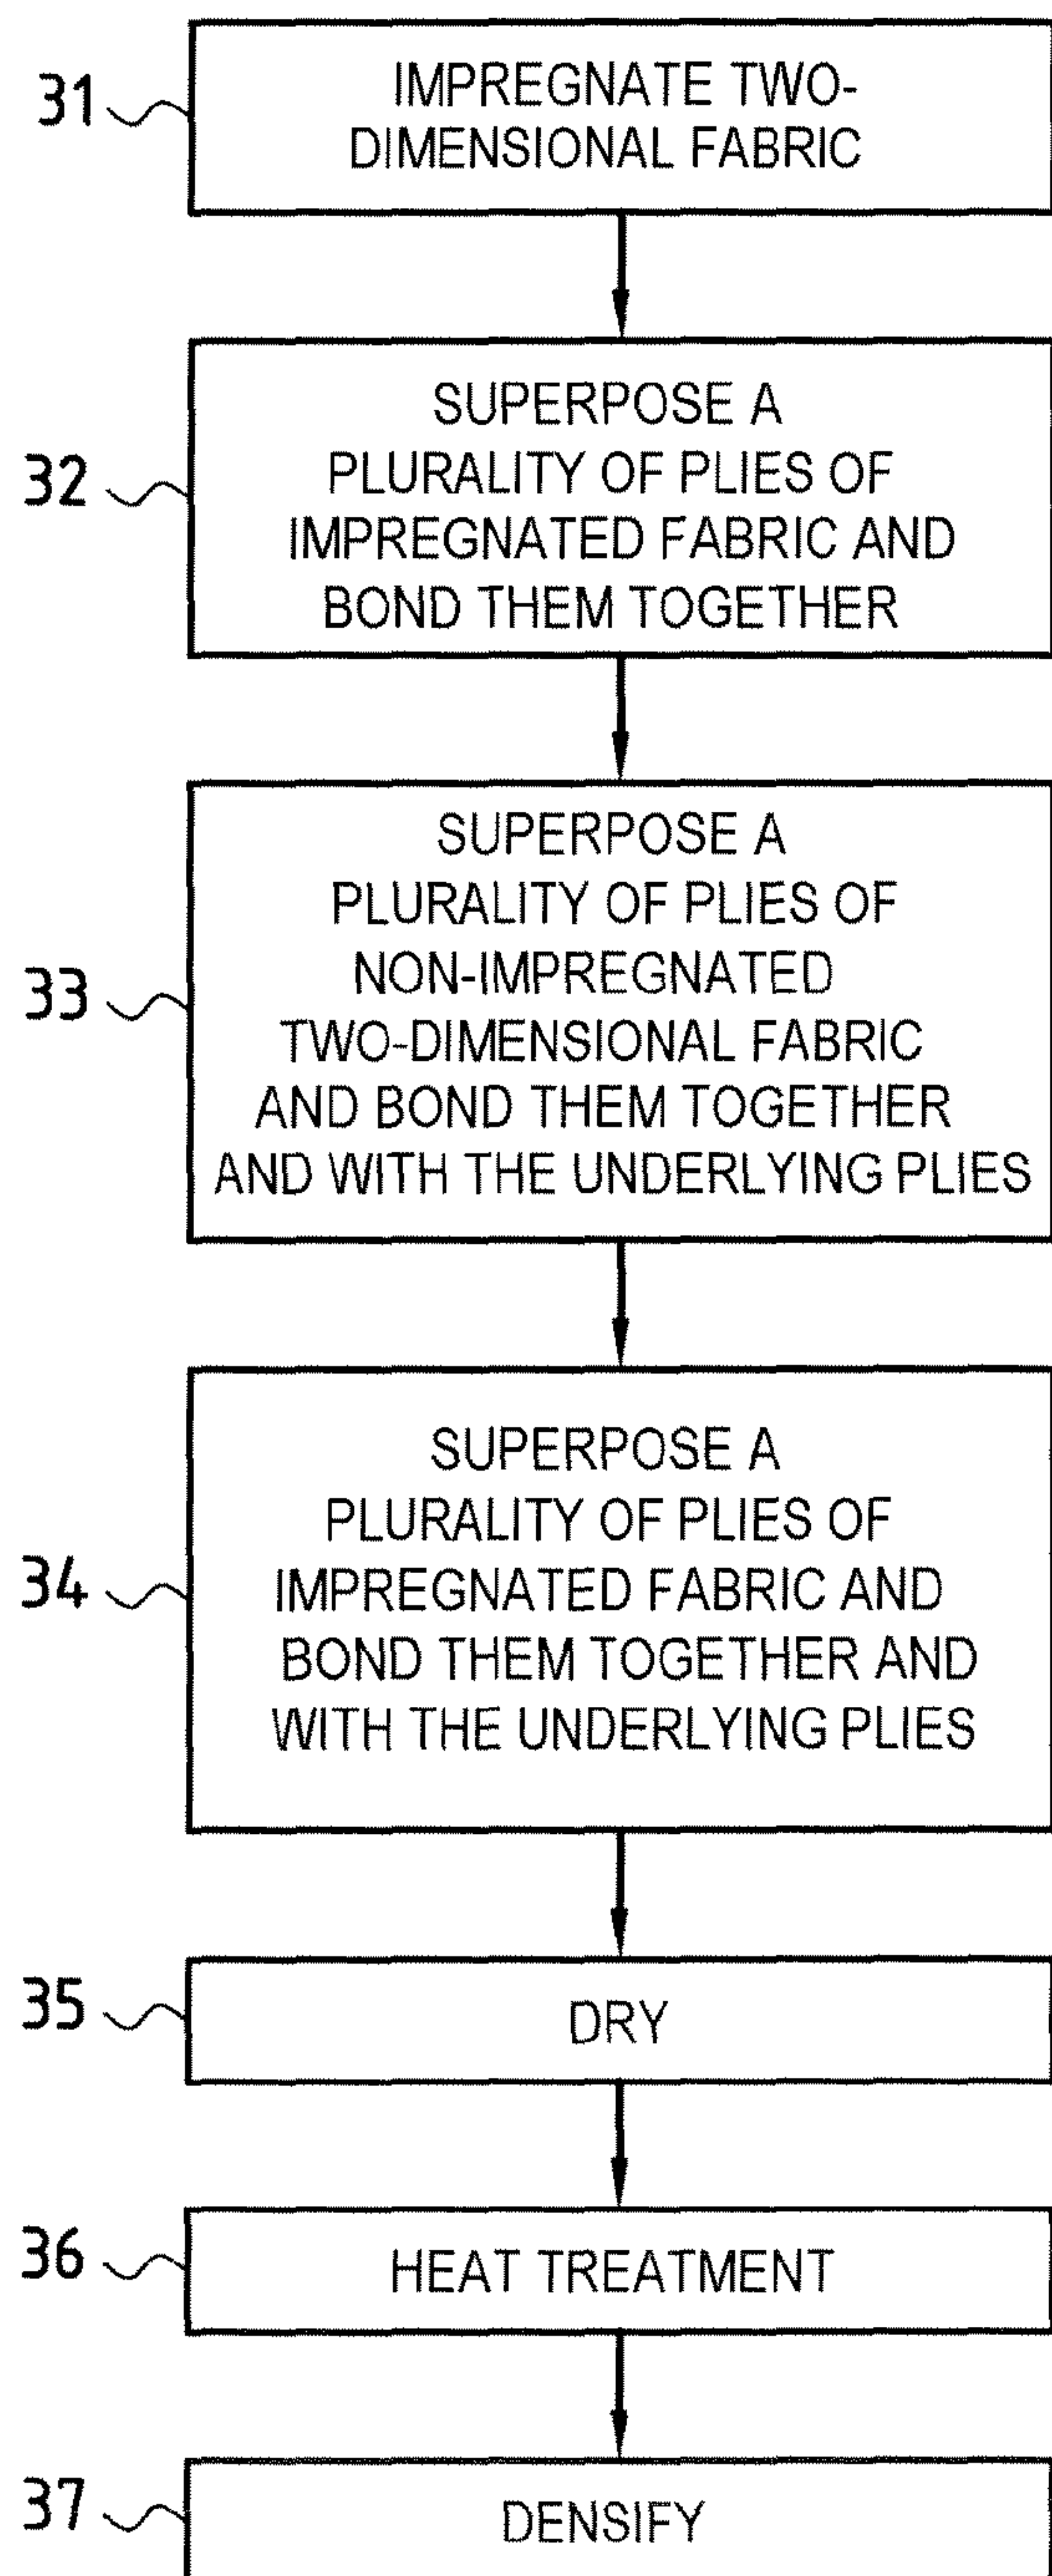 31
IMPREGNATE TWO-
DIMENSIONAL FABRIC
32
SUPERPOSE A
PLURALITY OF PLIES OF
IMPREGNATED FABRIC AND
BOND THEM TOGETHER
33
SUPERPOSE A
PLURALITY OF PLIES OF
NON-IMPREGNATED
TWO-DIMENSIONAL FABRIC
AND BOND THEM TOGETHER
AND WITH THE UNDERLYING PLIES
34
SUPERPOSE A
PLURALITY OF PLIES OF
IMPREGNATED FABRIC AND
BOND THEM TOGETHER AND
WITH THE UNDERLYING PLIES
35
DRY
36
HEAT TREATMENT
37
DENSIFY